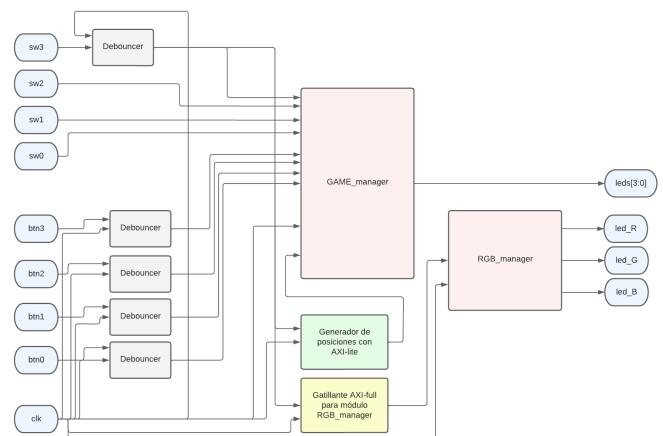 sw3
Debouncer
sw2
sw1
sw0
GAME_manager
leds[3:0]
btn3
Debouncer
led_R
btn2
Debouncer
RGB_manager
led_G
led_B
btn1
Debouncer
Generador de
posiciones con
AXI-lite
btn0
Debouncer
Gatillante AXI-full
para módulo
RGB_manager
clk